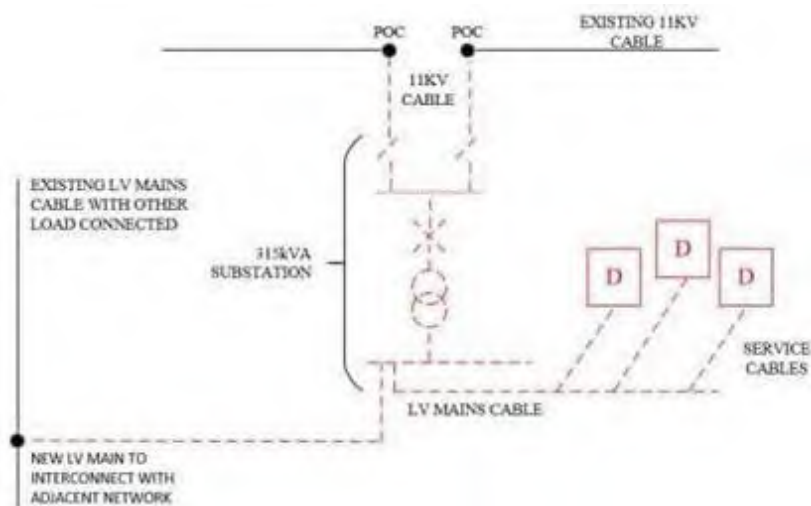 POC
POC
EXISTING 11KV
CABLE
11KV
CABLE
EXISTING LV MAINS
CABLE WITH OTHER
LOAD CONNECTED
315kVA
SUBSTATION
D
D
D
SERVICE
CABLES
LV MAINS CABLE
NEW LV MAIN TO
INTERCONNECT WITH
ADJACENT NETWORK